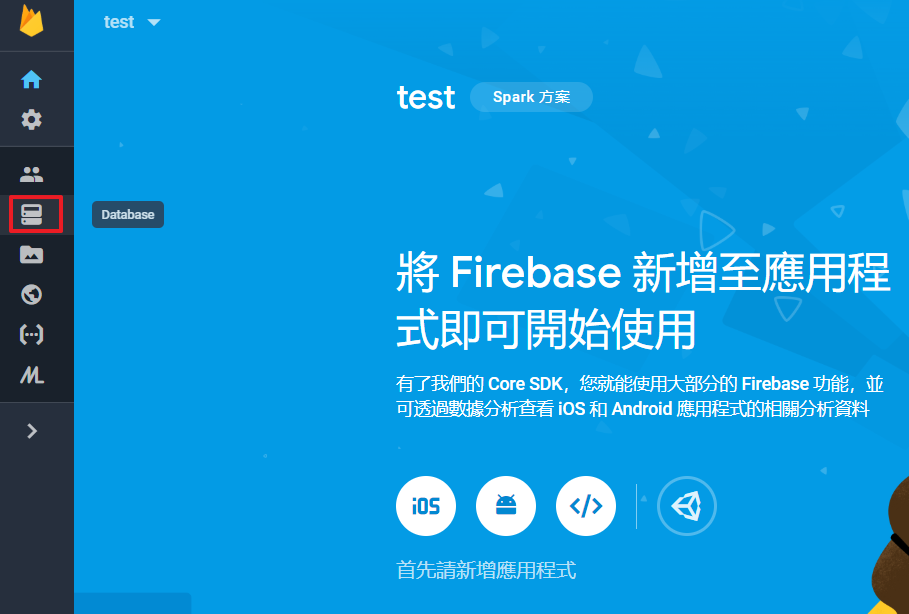 test
test
Spark 方案
Database
將 Firebase 新增至應用程
式即可開始使用
有了我們的 Core SDK，您就能使用大部分的 Firebase 功能，並
可透過數據分析查看 iOS 和 Android 應用程式的相關分析資料
iOS
首先請新增應用程式